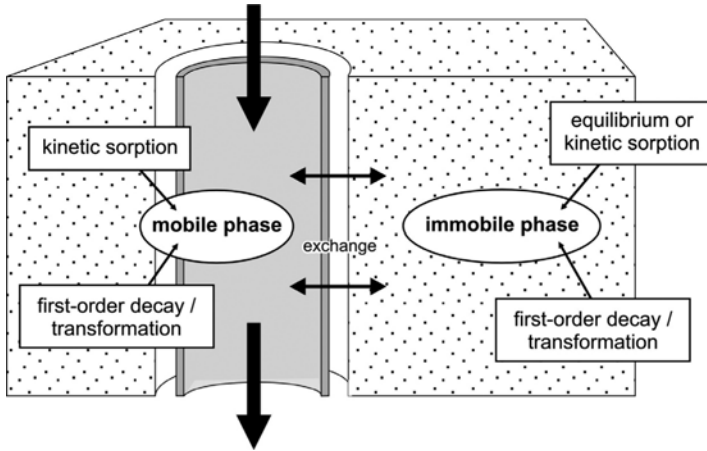 kinetic sorption
equilibrium or
kinetic sorption
mobile phase
immobile phase
exchange
first-order decay /
transformation
first-order decay /
transformation